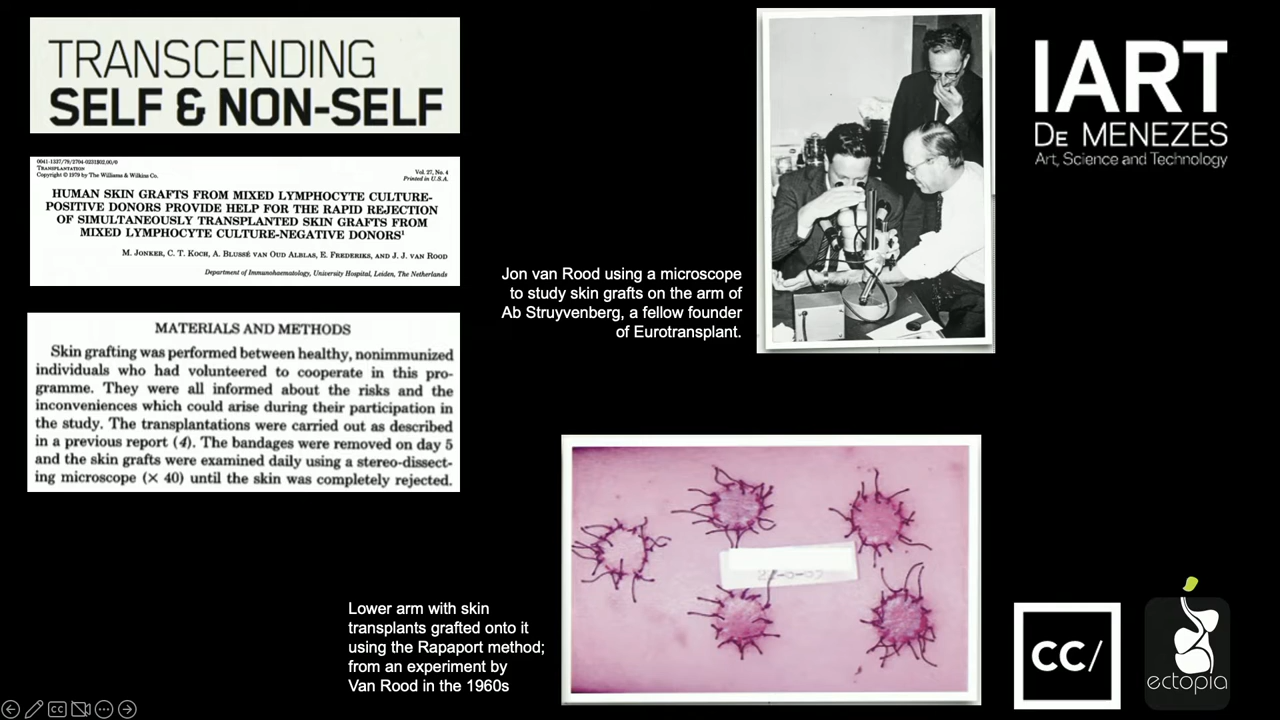 TRANSCENDING
SELF & NON-SELF
0041-1337/79/2704-0231$02.00/0
TRANSPLANTATION
Copyright © 1979 by The Williams & Wilkins Co.
Vol. 27, No. 4
Printed in U.S.A.
HUMAN SKIN GRAFTS FROM MIXED LYMPHOCYTE CULTURE-
POSITIVE DONORS PROVIDE HELP FOR THE RAPID REJECTION
OF SIMULTANEOUSLY TRANSPLANTED SKIN GRAFTS FROM
MIXED LYMPHOCYTE CULTURE-NEGATIVE DONORS¹
M. JONKER, C. T. KOCH, A. BLUSSÉ VAN OUD ALBLAS, E. FREDERIKS, AND J. J. VAN ROOD
Department of Immunohaematology, University Hospital, Leiden, The Netherlands
MATERIALS AND METHODS
Skin grafting was performed between healthy, nonimmunized
individuals who had volunteered to cooperate in this pro-
gramme. They were all informed about the risks and the
inconveniences which could arise during their participation in
the study. The transplantations were carried out as described
in a previous report (4). The bandages were removed on day 5
and the skin grafts were examined daily using a stereo-dissect-
ing microscope (× 40) until the skin was completely rejected.
Jon van Rood using a microscope
to study skin grafts on the arm of
Ab Struyvenberg, a fellow founder
of Eurotransplant.
IART
DE MENEZES
Art, Science and Technology
Lower arm with skin
transplants grafted onto it
using the Rapaport method;
from an experiment by
Van Rood in the 1960s
CC/
ectopia
CC